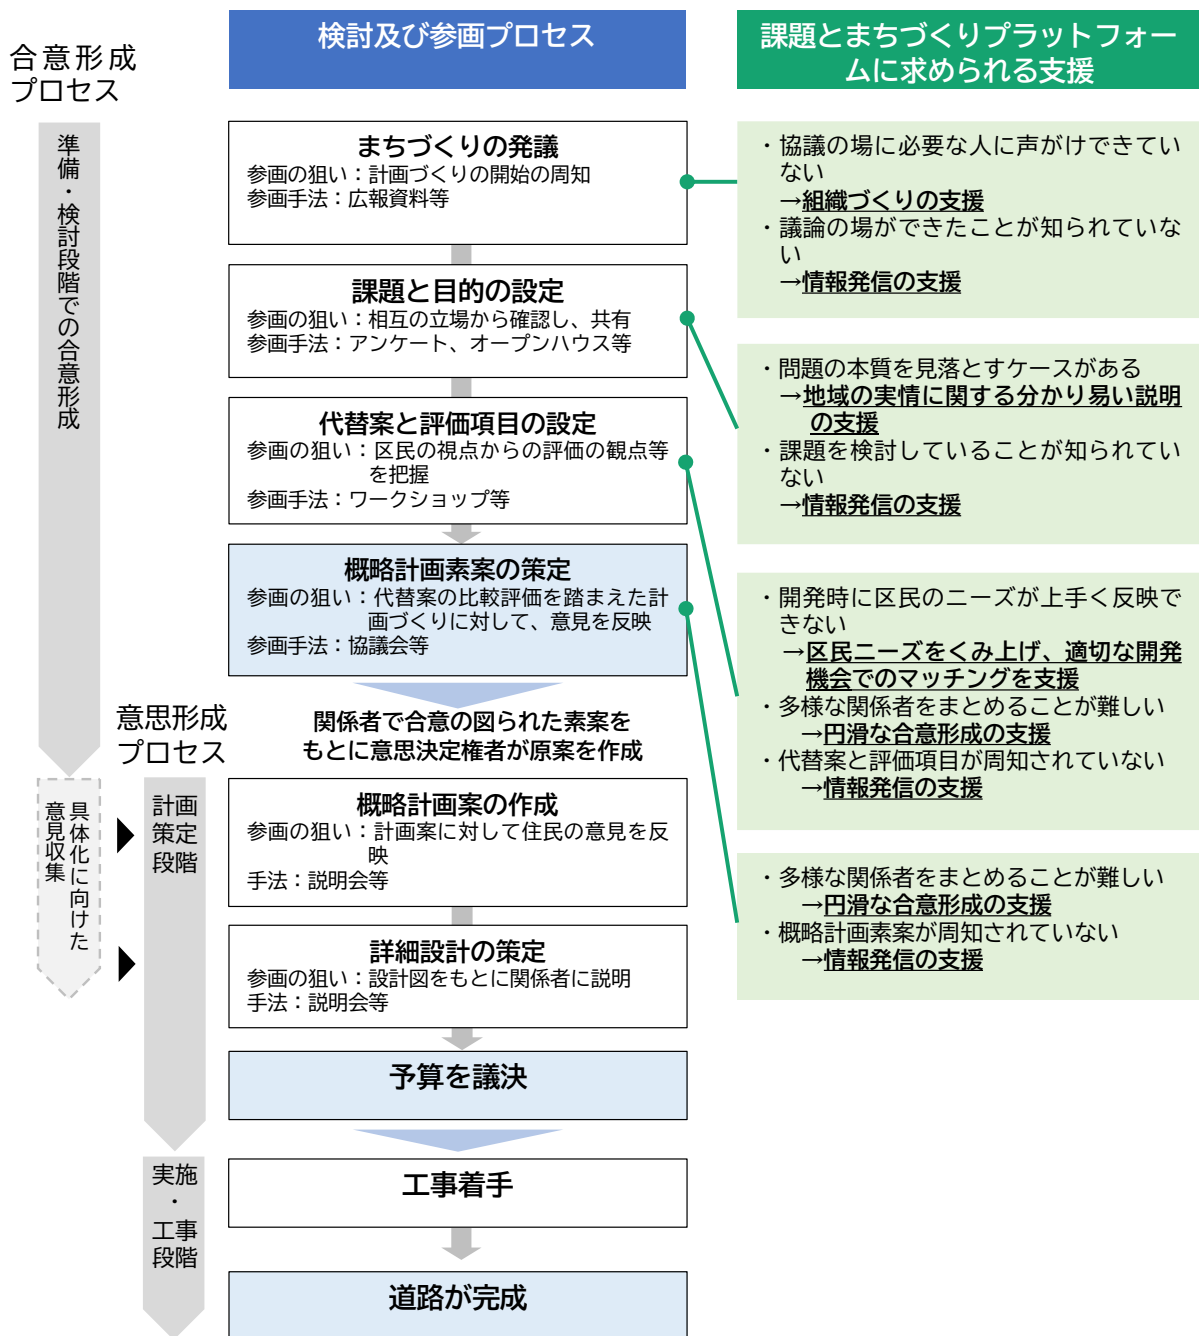 合意形成
プロセス
検討及び参画プロセス
課題とまちづくりプラットフォー
ムに求められる支援
準備・検討段階での合意形成
まちづくりの発議
参画の狙い：計画づくりの開始の周知
参画手法：広報資料等
・協議の場に必要な人に声がけできてい
ない
→組織づくりの支援
・議論の場ができたことが知られていな
い
→情報発信の支援
課題と目的の設定
参画の狙い：相互の立場から確認し、共有
参画手法：アンケート、オープンハウス等
・問題の本質を見落とすケースがある
→地域の実情に関する分かり易い説明
の支援
・課題を検討していることが知られてい
ない
→情報発信の支援
代替案と評価項目の設定
参画の狙い：区民の視点からの評価の観点等
を把握
参画手法：ワークショップ等
・開発時に区民のニーズが上手く反映で
きない
→区民ニーズをくみ上げ、適切な開発
機会でのマッチングを支援
・多様な関係者をまとめることが難しい
→円滑な合意形成の支援
・代替案と評価項目が周知されていない
→情報発信の支援
概略計画素案の策定
参画の狙い：代替案の比較評価を踏まえた計
画づくりに対して、意見を反映
参画手法：協議会等
・多様な関係者をまとめることが難しい
→円滑な合意形成の支援
・概略計画素案が周知されていない
→情報発信の支援
意思形成
プロセス
関係者で合意の図られた素案を
もとに意思決定権者が原案を作成
具体化に向けた
意見収集
計画
策定
段階
概略計画案の作成
参画の狙い：計画案に対して住民の意見を反
映
手法：説明会等
詳細設計の策定
参画の狙い：設計図をもとに関係者に説明
手法：説明会等
予算を議決
実施
・
工事
段階
工事着手
道路が完成